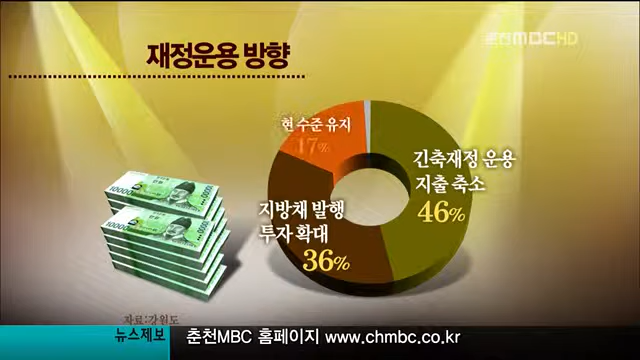 춘천MBC HD
재정운용 방향
현 수준 유지
17%
긴축재정 운용
지출 축소
46%
지방채 발행
투자 확대
36%
10000
10000
자료:강원도
뉴스제보 춘천MBC 홈페이지 www.chmbc.co.kr